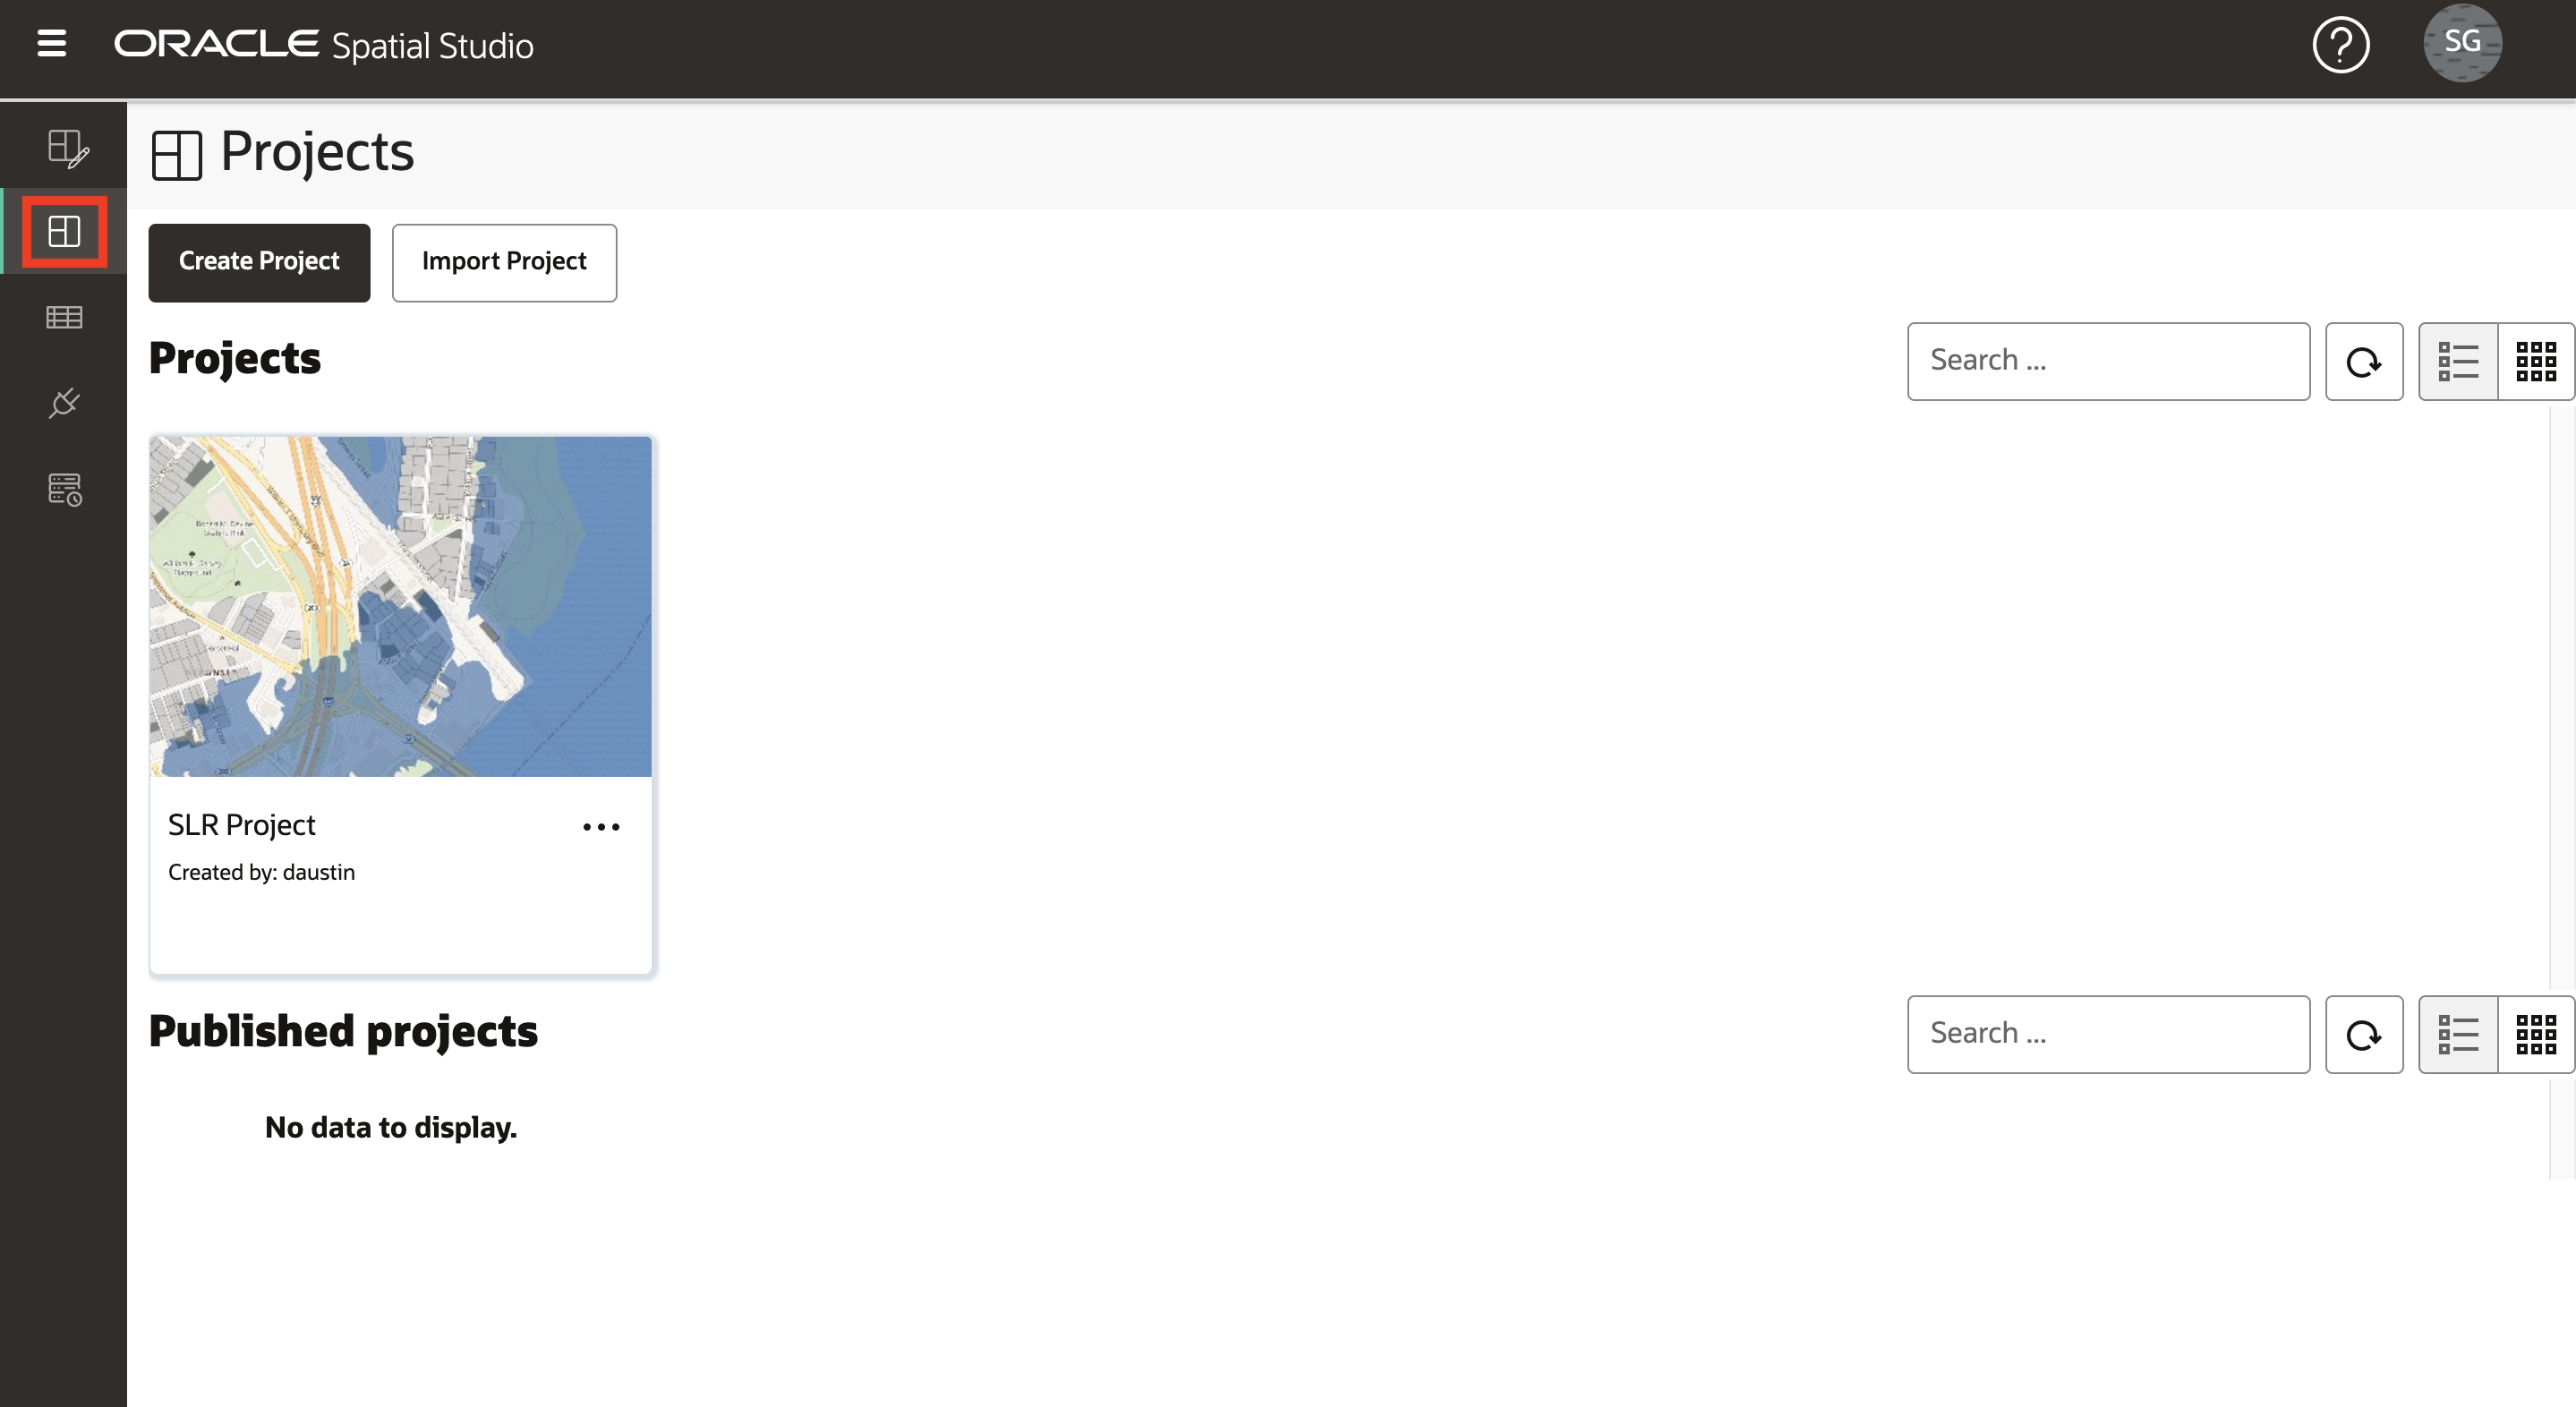 ORACLE Spatial Studio
SG
Projects
Create Project
Import Project
Projects
Search ...
SLR Project
Created by: daustin
Published projects
Search ...
No data to display.